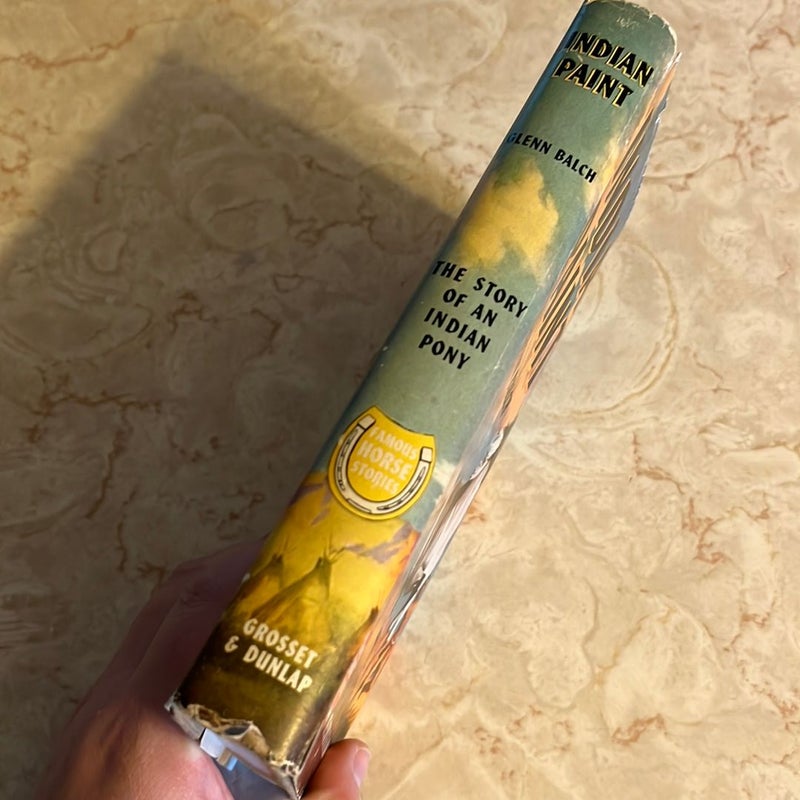 INDIAN
PAINT
GLENN BALCH
THE STORY
OF AN
INDIAN
PONY
FAMOUS
HORSE
STORIES
GROSSET
& DUNLAP